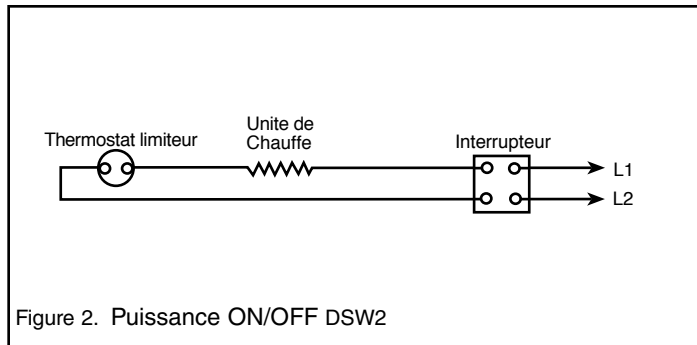 Thermostat limiteur
Unite de
Chauffe
Interrupteur
L1
L2
Figure 2. Puissance ON/OFF DSW2